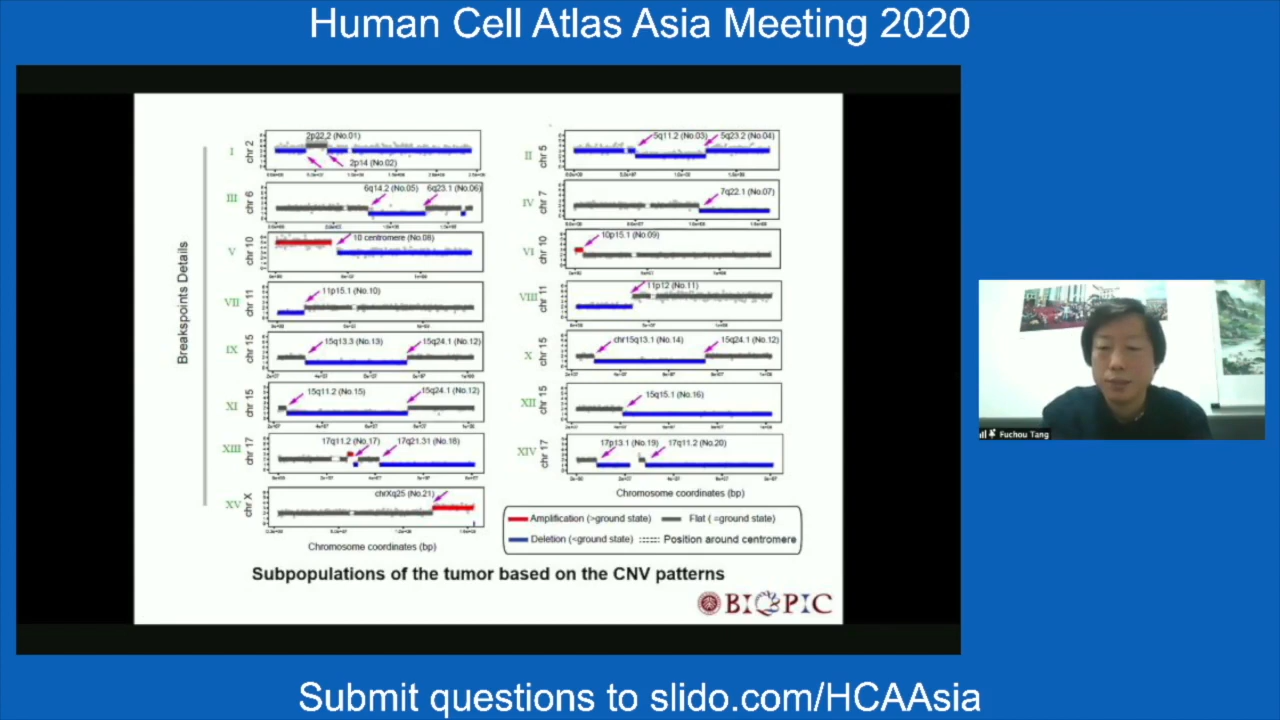 Human Cell Atlas Asia Meeting 2020
Breakspoints Details
I
chr 2
2p22.2 (No.01)
2p14 (No.02)
II
chr 5
5q11.2 (No.03)
5q23.2 (No.04)
III
chr 6
6q14.2 (No.05)
6q23.1 (No.06)
IV
chr 7
7q22.1 (No.07)
V
chr 10
10 centromere (No.08)
VI
chr 10
10p15.1 (No.09)
VII
chr 11
11p15.1 (No.10)
VIII
chr 11
11p12 (No.11)
IX
chr 15
15q13.3 (No.13)
15q24.1 (No.12)
X
chr 15
chr15q13.1 (No.14)
15q24.1 (No.12)
XI
chr 15
15q11.2 (No.15)
15q24.1 (No.12)
XII
chr 15
15q15.1 (No.16)
XIII
chr 17
17q11.2 (No.17)
17q21.31 (No.18)
XIV
chr 17
17p13.1 (No.19)
17q11.2 (No.20)
XV
chr X
chrXq25 (No.21)
Chromosome coordinates (bp)
Chromosome coordinates (bp)
Amplification (>ground state)
Flat ( =ground state)
Deletion (<ground state)
Position around centromere
Subpopulations of the tumor based on the CNV patterns
BIOPIC
Fuchou Tang
Submit questions to slido.com/HCAAsia